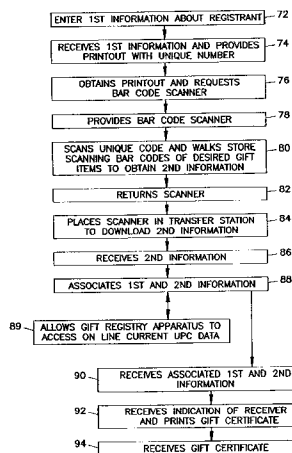 ENTER 1ST INFORMATION ABOUT REGISTRANT 72
RECEIVES 1ST INFORMATION AND PROVIDES 74
PRINTOUT WITH UNIQUE NUMBER
OBTAINS PRINTOUT AND REQUESTS 76
BAR CODE SCANNER
PROVIDES BAR CODE SCANNER 78
SCANS UNIQUE CODE AND WALKS STORE 80
SCANNING BAR CODES OF DESIRED GIFT
ITEMS TO OBTAIN 2ND INFORMATION
RETURNS SCANNER 82
PLACES SCANNER IN TRANSFER STATION 84
TO DOWNLOAD 2ND INFORMATION
RECEIVES 2ND INFORMATION 86
ASSOCIATES 1ST AND 2ND INFORMATION 88
89 ALLOWS GIFT REGISTRY APPARATUS TO
ACCESS ON LINE CURRENT UPC DATA
90 RECEIVES ASSOCIATED 1ST AND 2ND
INFORMATION
92 RECEIVES INDICATION OF RECEIVER
AND PRINTS GIFT CERTIFICATE
94 RECEIVES GIFT CERTIFICATE